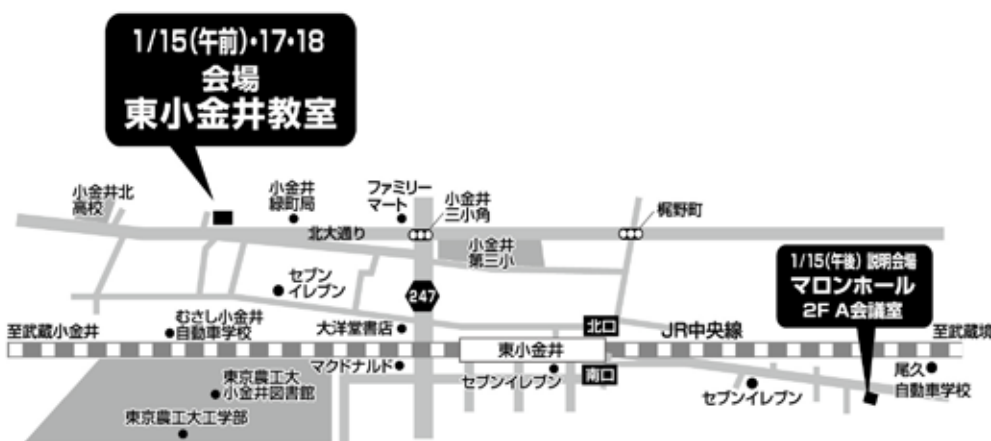 1/15(午前)・17・18
会場
東小金井教室
小金井北
高校
小金井
緑町局
ファミリー
マート
小金井
三小角
梶野町
北大通り
小金井
第三小
1/15(午後) 説明会場
マロンホール
2F A会議室
セブン
イレブン
247
至武蔵小金井
むさし小金井
自動車学校
大洋堂書店
北口
JR中央線
至武蔵境
東小金井
マクドナルド
セブンイレブン
南口
尾久
自動車学校
セブンイレブン
東京農工大
小金井図書館
東京農工大工学部